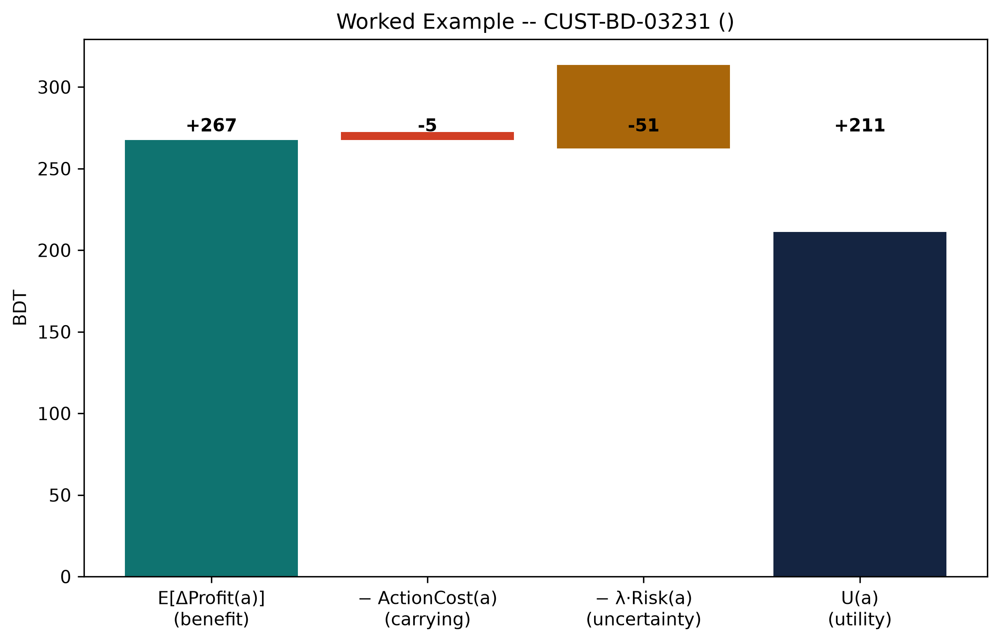 Worked Example -- CUST-BD-03231 ()
BDT
300
250
200
150
100
50
0
+267
-5
-51
+211
E[ΔProfit(a)]
(benefit)
− ActionCost(a)
(carrying)
− λ·Risk(a)
(uncertainty)
U(a)
(utility)